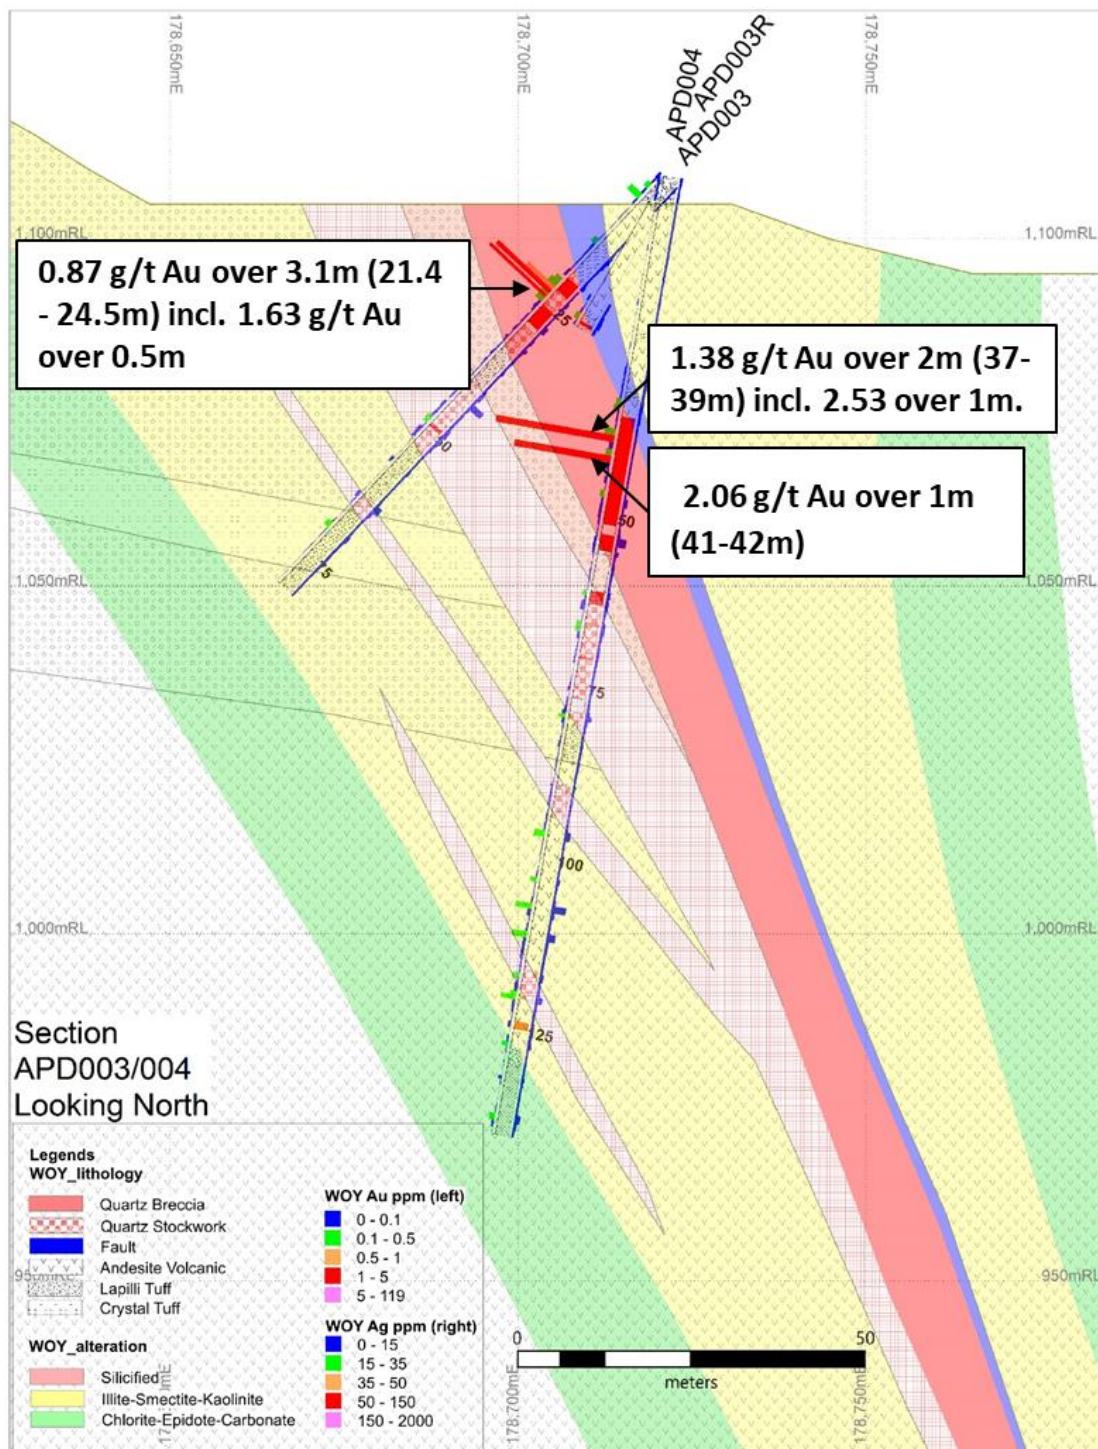 178,650mE
178,700mE
178,750mE
APD004
APD003R
APD003
1,100mRL
1,100mRL
0.87 g/t Au over 3.1m (21.4
- 24.5m) incl. 1.63 g/t Au
over 0.5m
25
1.38 g/t Au over 2m (37-
39m) incl. 2.53 over 1m.
50
2.06 g/t Au over 1m
(41-42m)
50
75
1,050mRL
1,050mRL
75
100
1,000mRL
1,000mRL
125
Section
APD003/004
Looking North
Legends
WOY_lithology
Quartz Breccia
Quartz Stockwork
Fault
Andesite Volcanic
Lapilli Tuff
Crystal Tuff
WOY_alteration
Silicified
Illite-Smectite-Kaolinite
Chlorite-Epidote-Carbonate
WOY Au ppm (left)
0 - 0.1
0.1 - 0.5
0.5 - 1
1 - 5
5 - 119
WOY Ag ppm (right)
0 - 15
15 - 35
35 - 50
50 - 150
150 - 2000
950mRL
0
50
meters
178,700mE
178,750mE